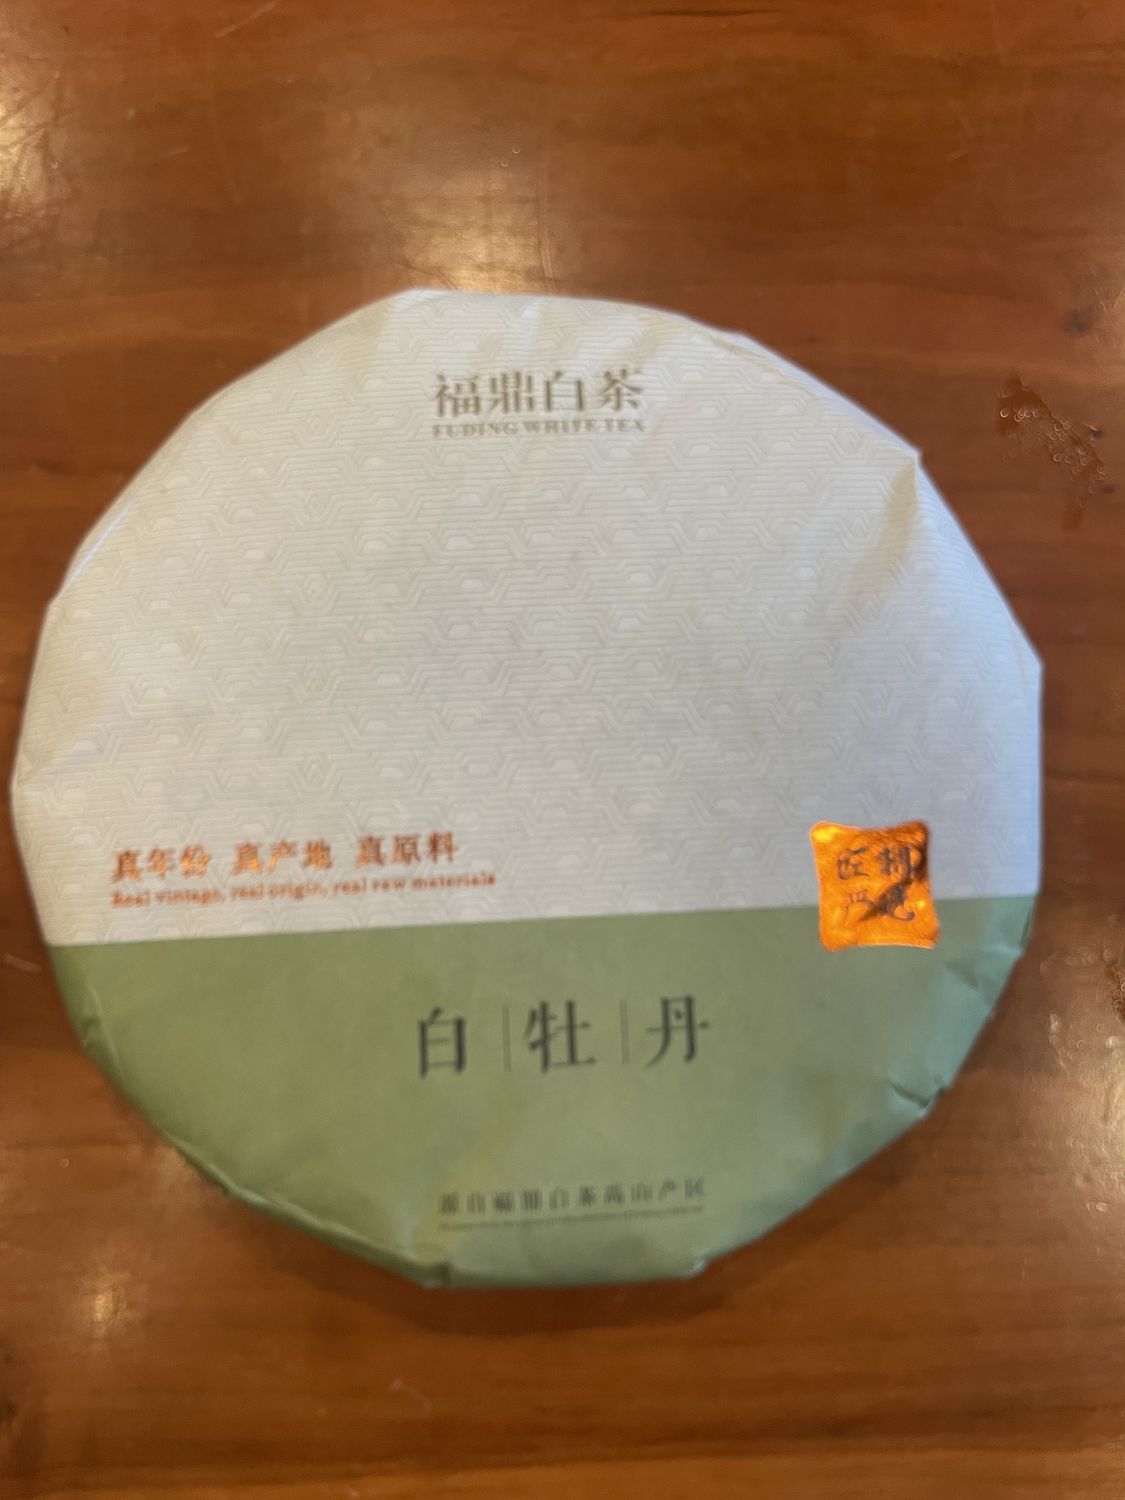 福鼎白茶
FUDING WHITE TEA
真年份 真产地 真原料
Real vintage, real origin, real raw materials
匠制
严
白牡丹
源自福鼎白茶高山产区